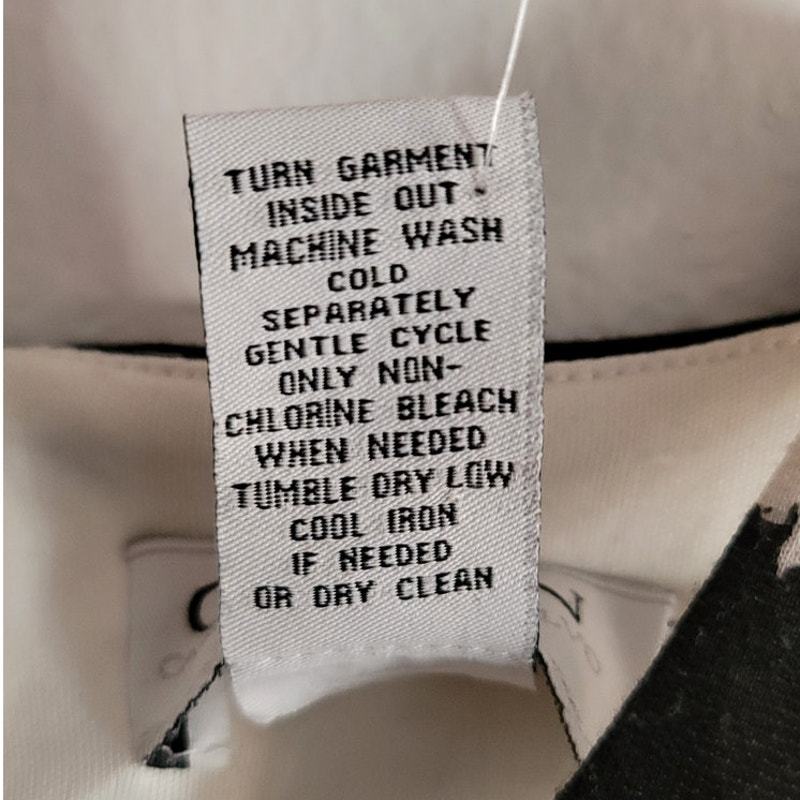 TURN GARMENT
INSIDE OUT
MACHINE WASH
COLD
SEPARATELY
GENTLE CYCLE
ONLY NON-
CHLORINE BLEACH
WHEN NEEDED
TUMBLE DRY LOW
COOL IRON
IF NEEDED
OR DRY CLEAN